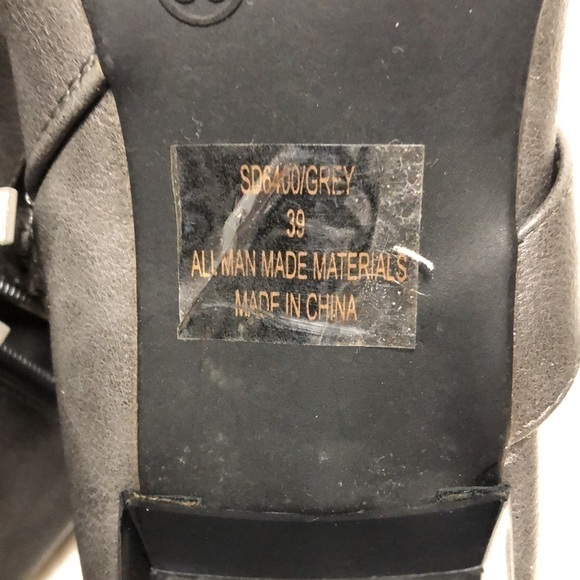 SD6400/GREY
39
ALL MAN MADE MATERIALS
MADE IN CHINA